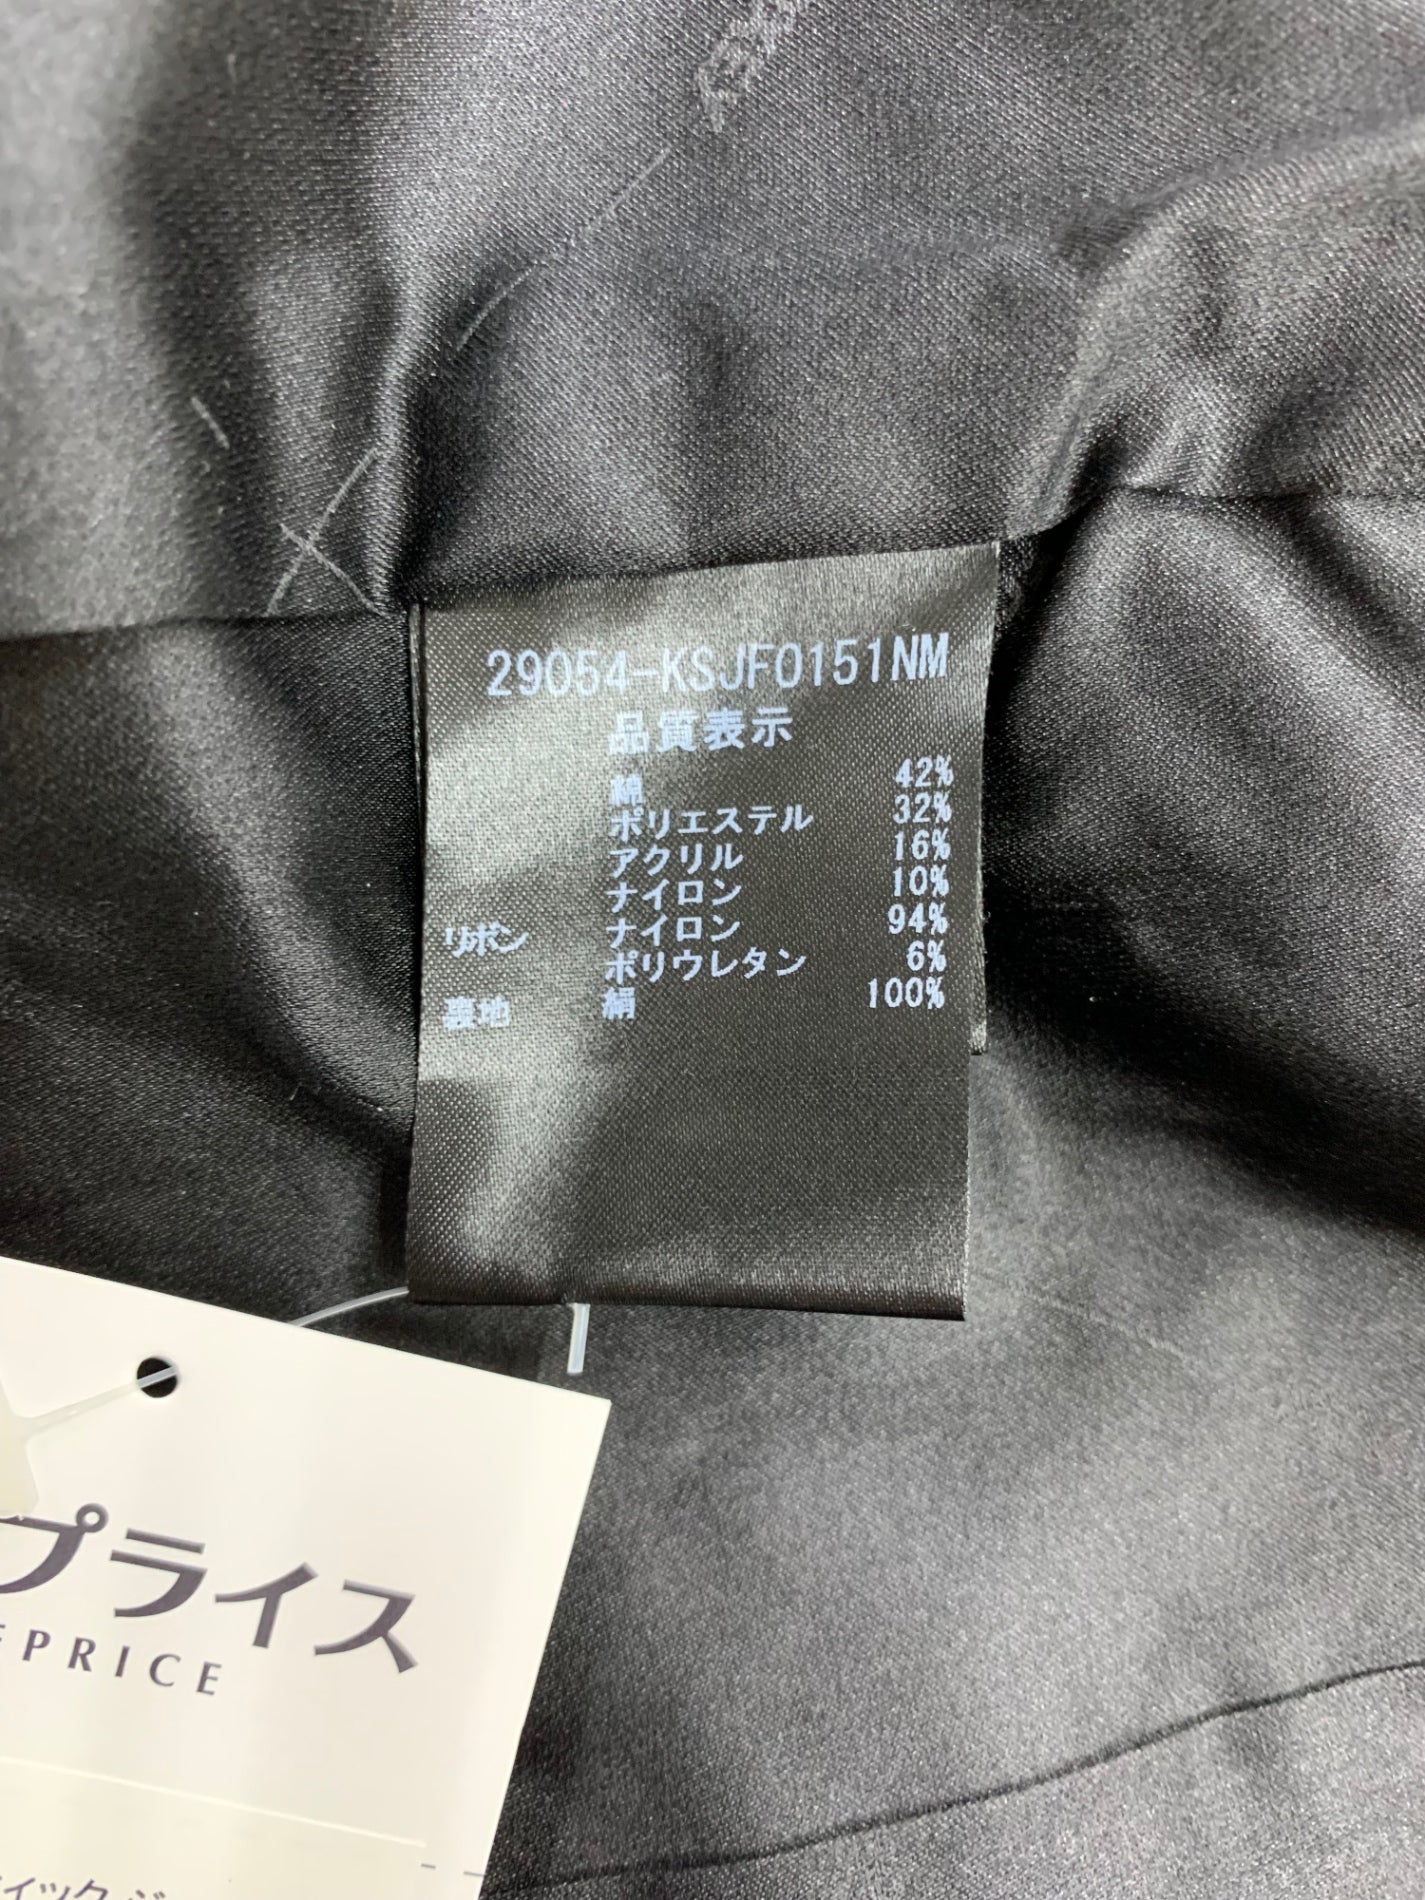 29054-KSJF0151NM
品質表示
綿 42%
ポリエステル 32%
アクリル 16%
ナイロン 10%
リボン ナイロン 94%
ポリウレタン 6%
裏地 絹 100%
プライス
EPRICE